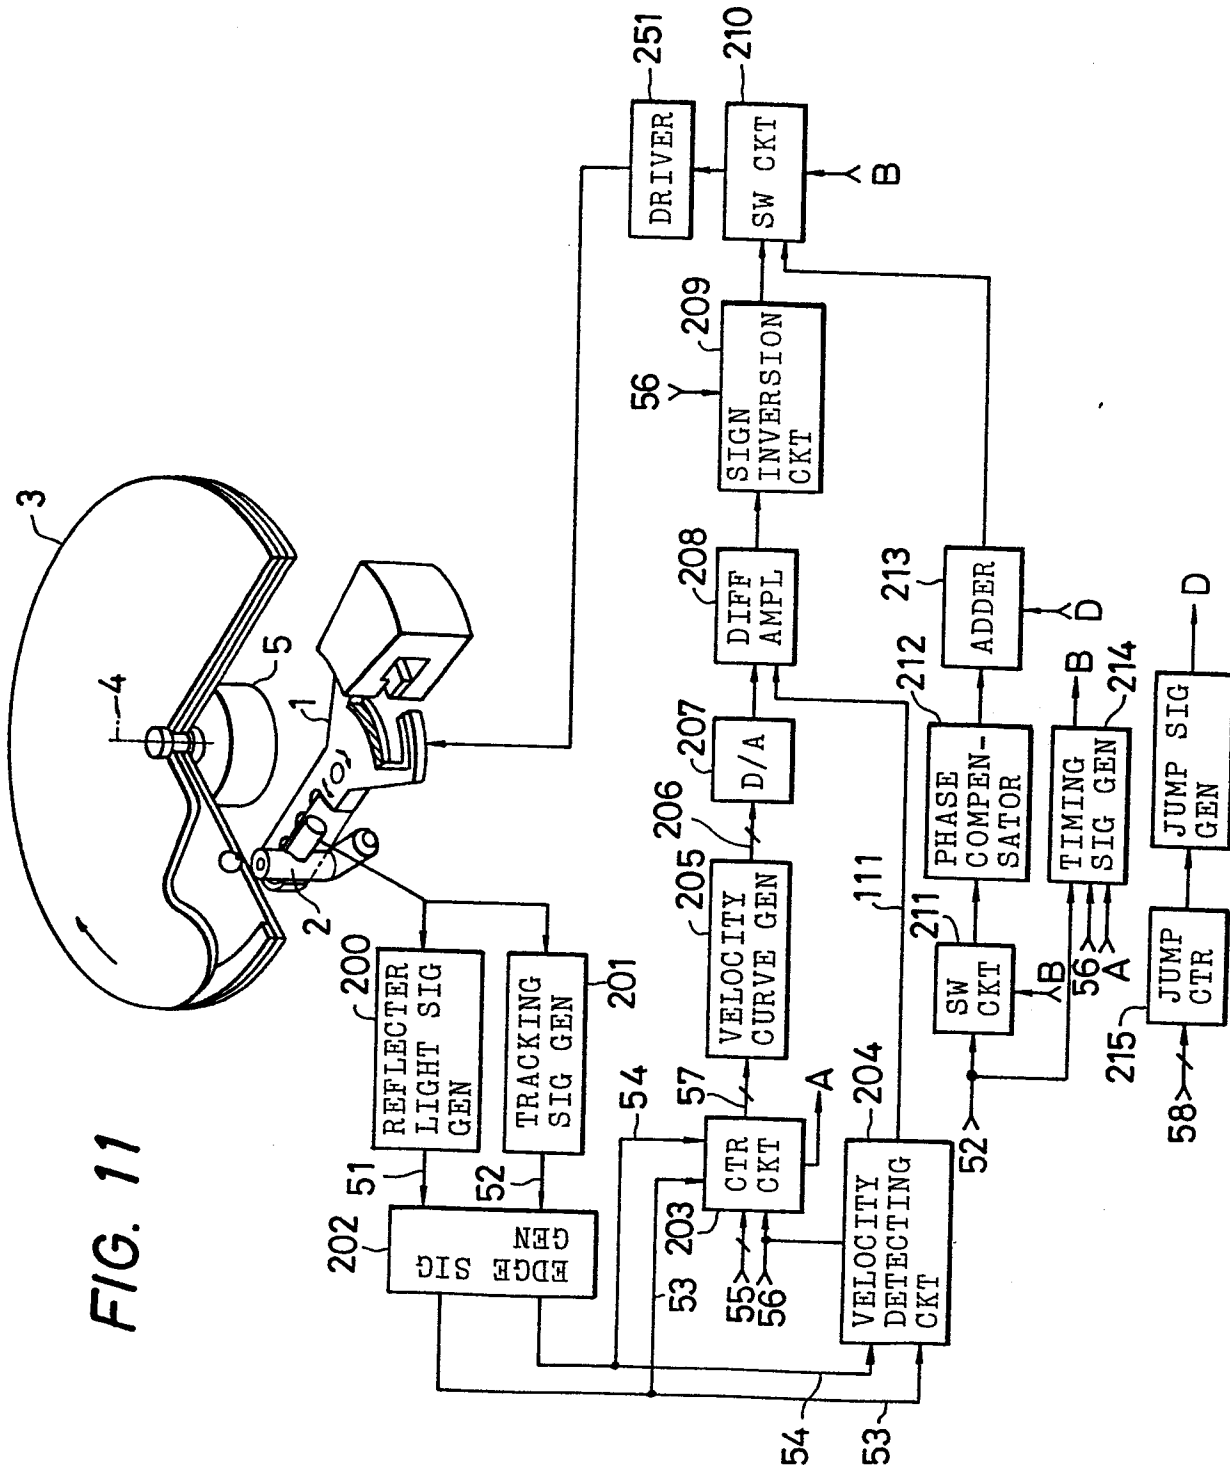 FIG. 11
3
4
5
1
2
200
REFLECTER
LIGHT SIG
GEN
201
TRACKING
SIG GEN
51
52
202
EDGE SIG
GEN
54
53
203
CTR
CKT
55
56
57
A
205
VELOCITY
CURVE GEN
206
207
D/A
208
DIFF
AMPL
56
209
SIGN
INVERSION
CKT
210
SW CKT
B
251
DRIVER
204
VELOCITY
DETECTING
CKT
54
53
111
52
211
SW
CKT
B
212
PHASE
COMPEN-
SATOR
213
ADDER
D
214
TIMING
SIG GEN
56
A
B
58
215
JUMP
CTR
JUMP SIG
GEN
D